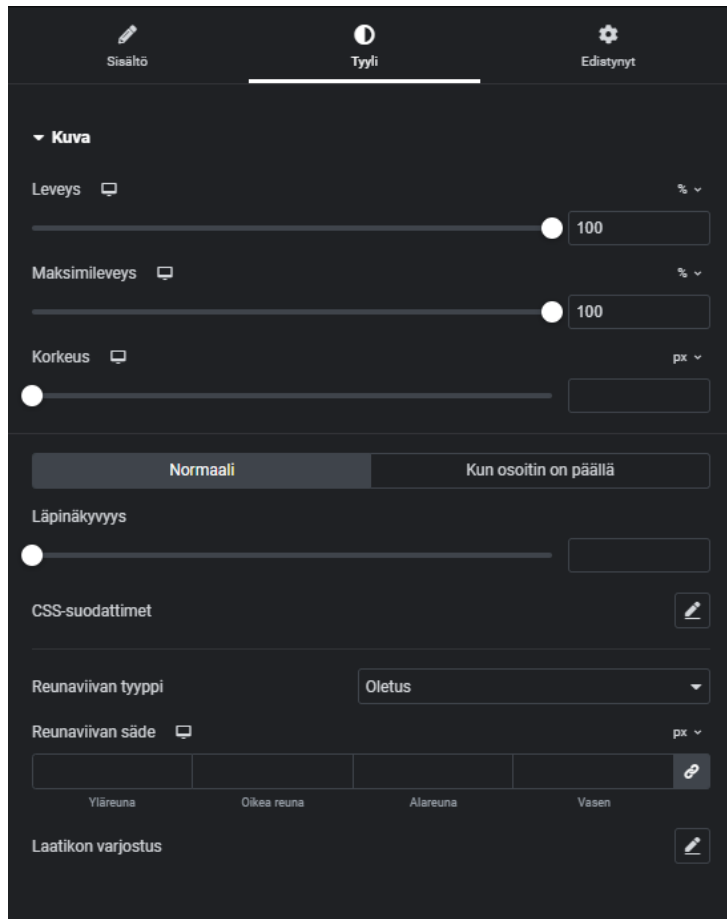 Sisältö
Tyyli
Edistynyt
Kuva
Leveys
%
100
Maksimileveys
%
100
Korkeus
px
Normaali
Kun osoitin on päällä
Läpinäkyvyys
CSS-suodattimet
Reunaviivan tyyppi
Oletus
Reunaviivan säde
px
Yläreuna
Oikea reuna
Alareuna
Vasen
Laatikon varjostus